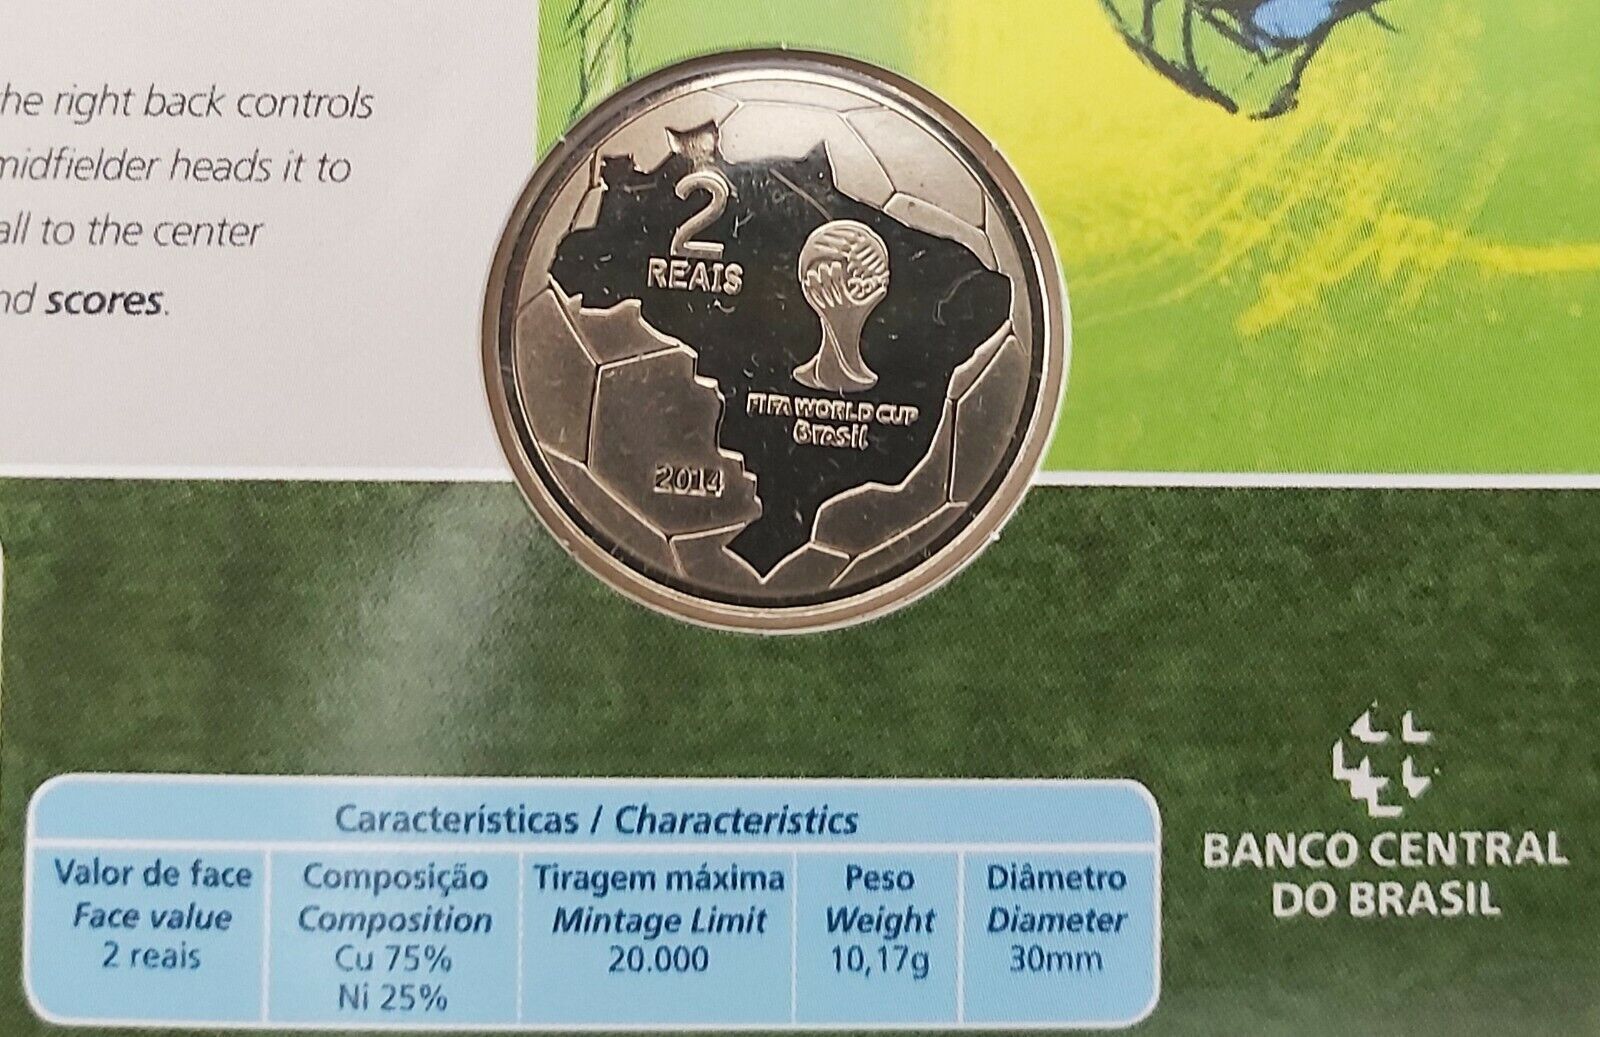 he right back controls
midfielder heads it to
all to the center
nd scores.
2
REAIS
FIFA WORLD CUP
Brasil
2014
Características / Characteristics
Valor de face
Face value
2 reais
Composição
Composition
Cu 75%
Ni 25%
Tiragem máxima
Mintage Limit
20.000
Peso
Weight
10,17g
Diâmetro
Diameter
30mm
BANCO CENTRAL
DO BRASIL